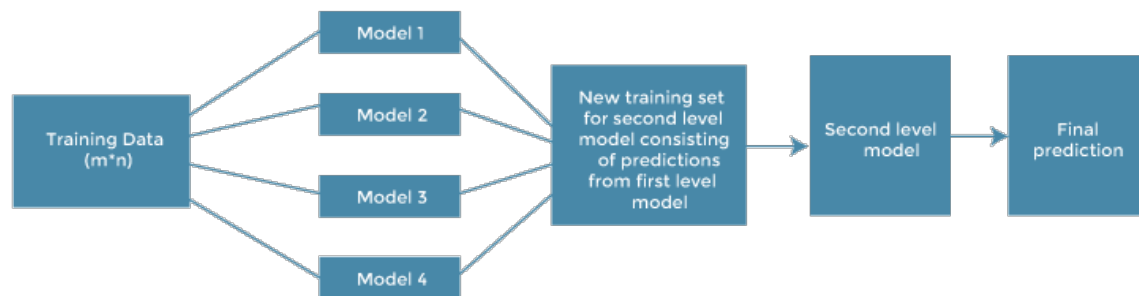 Training Data
(m*n)
Model 1
Model 2
Model 3
Model 4
New training set
for second level
model consisting
of predictions
from first level
model
Second level
model
Final
prediction